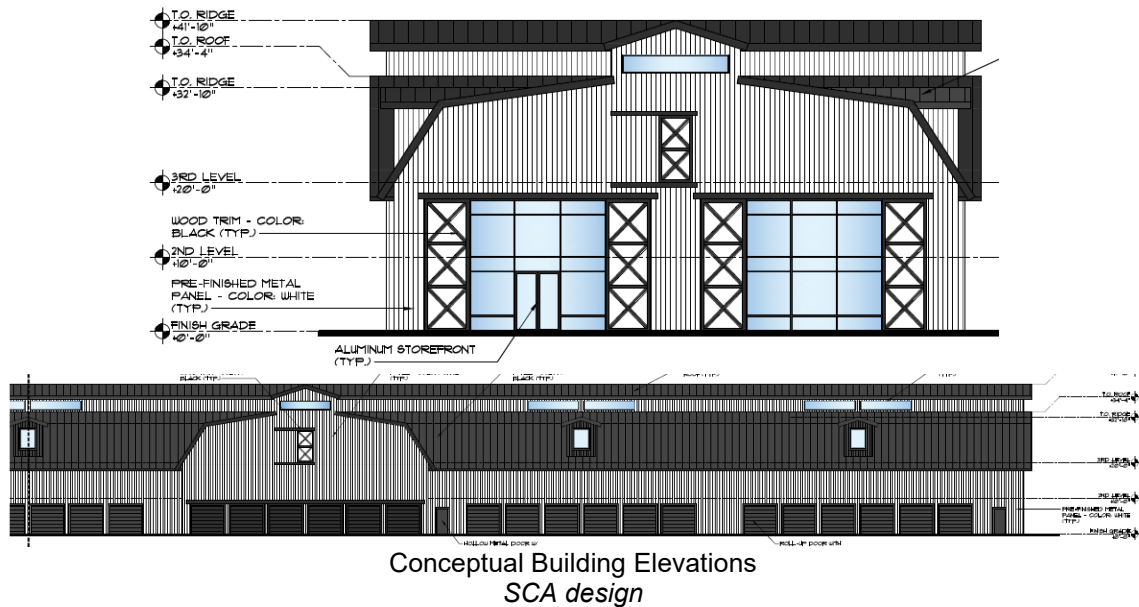 T.O. RIDGE
+41'-10"
T.O. ROOF
+34'-4"
T.O. RIDGE
+32'-10"
3RD LEVEL
+20'-0"
WOOD TRIM - COLOR:
BLACK (TYP.)
2ND LEVEL
+10'-0"
PRE-FINISHED METAL
PANEL - COLOR: WHITE
(TYP.)
FINISH GRADE
+0'-0"
ALUMINUM STOREFRONT
(TYP.)
BLACK (TYP.)
(TYP.)
T.O. ROOF
+34'-4"
T.O. RIDGE
3RD LEVEL
2ND LEVEL
PRE-FINISHED METAL
PANEL - COLOR: WHITE
(TYP.)
FINISH GRADE
HOLLOW METAL DOOR W/
ROLL-UP DOOR WITH
Conceptual Building Elevations
SCA design